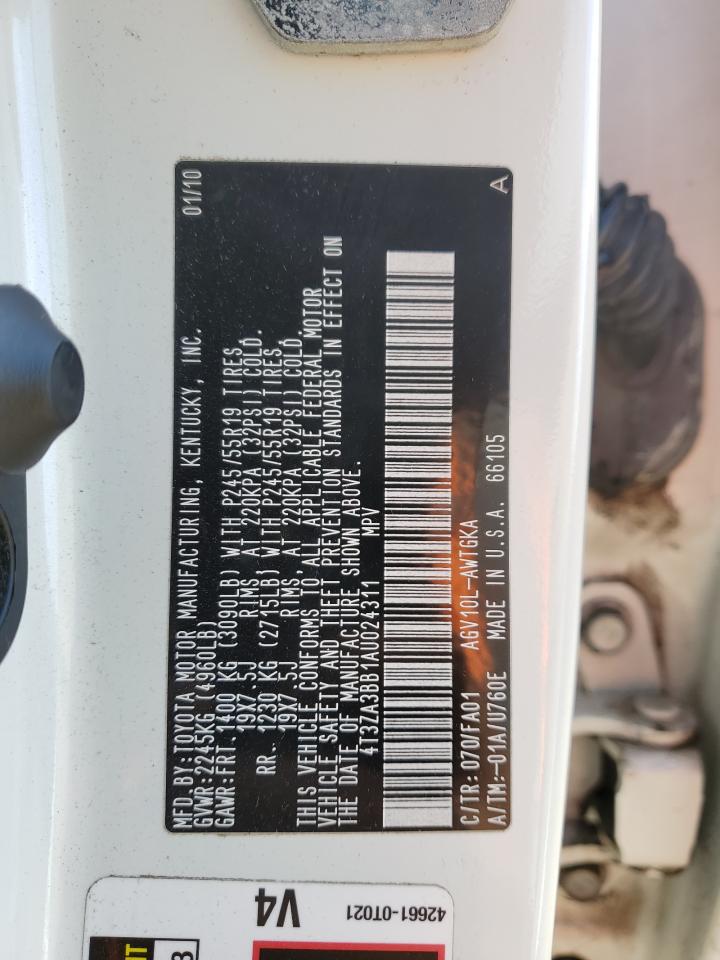 MFD.BY:TOYOTA MOTOR MANUFACTURING, KENTUCKY, INC. 01/10
GVWR:2245KG (4960LB)
GAWR:FRT.1400 KG (3090LB) WITH P245/55R19 TIRES,
19X7.5J RIMS, AT 220KPA (32PSI) COLD.
RR. 1230 KG (2715LB) WITH P245/55R19 TIRES,
19X7.5J RIMS, AT 220KPA (32PSI) COLD.
THIS VEHICLE CONFORMS TO ALL APPLICABLE FEDERAL MOTOR
VEHICLE SAFETY AND THEFT PREVENTION STANDARDS IN EFFECT ON
THE DATE OF MANUFACTURE SHOWN ABOVE.
4T3ZA3BB1AU024311 MPV
C/TR:070/FA01 AGV10L-AWTGKA
A/TM:-01A/U760E MADE IN U.S.A. 66105 A
V4
42661-0T021